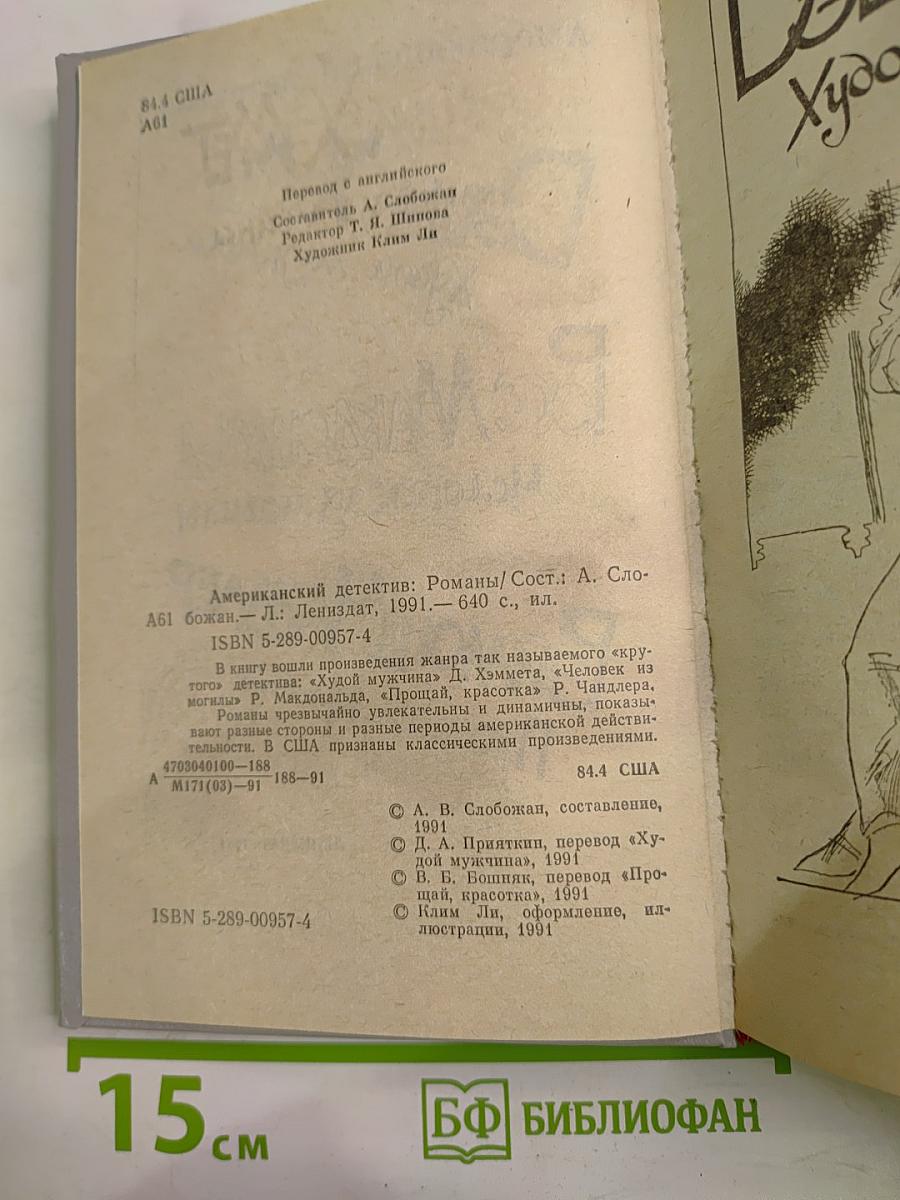 84.4 США
А61
Перевод с английского
Составитель А. Слобожан
Редактор Т. Я. Шипова
Художник Клим Ли
Американский детектив: Романы/Сост.: А. Сло-
А61 божан.— Л.: Лениздат, 1991.— 640 с., ил.
ISBN 5-289-00957-4
В книгу вошли произведения жанра так называемого «кру-
того» детектива: «Худой мужчина» Д. Хэммета, «Человек из
могилы» Р. Макдональда, «Прощай, красотка» Р. Чандлера.
Романы чрезвычайно увлекательны и динамичны, показы-
вают разные стороны и разные периоды американской действи-
тельности. В США признаны классическими произведениями.
А 4703040100—188
М171(03)—91 188—91
84.4 США
© А. В. Слобожан, составление,
1991
© Д. А. Прияткин, перевод «Ху-
дой мужчина», 1991
© В. Б. Бошняк, перевод «Про-
щай, красотка», 1991
© Клим Ли, оформление, ил-
люстрации, 1991
ISBN 5-289-00957-4
Худо
15 см
БФ БИБЛИОФАН